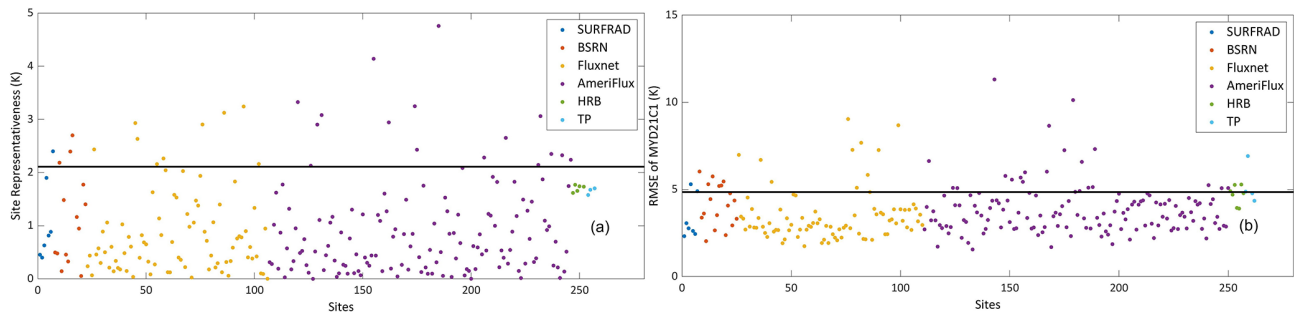 5
4
3
2
1
0
Site Representativeness (K)
0
50
100
150
200
250
Sites
SURFRAD
BSRN
Fluxnet
AmeriFlux
HRB
TP
(a)
15
10
5
0
RMSE of MYD21C1 (K)
0
50
100
150
200
250
Sites
SURFRAD
BSRN
Fluxnet
AmeriFlux
HRB
TP
(b)